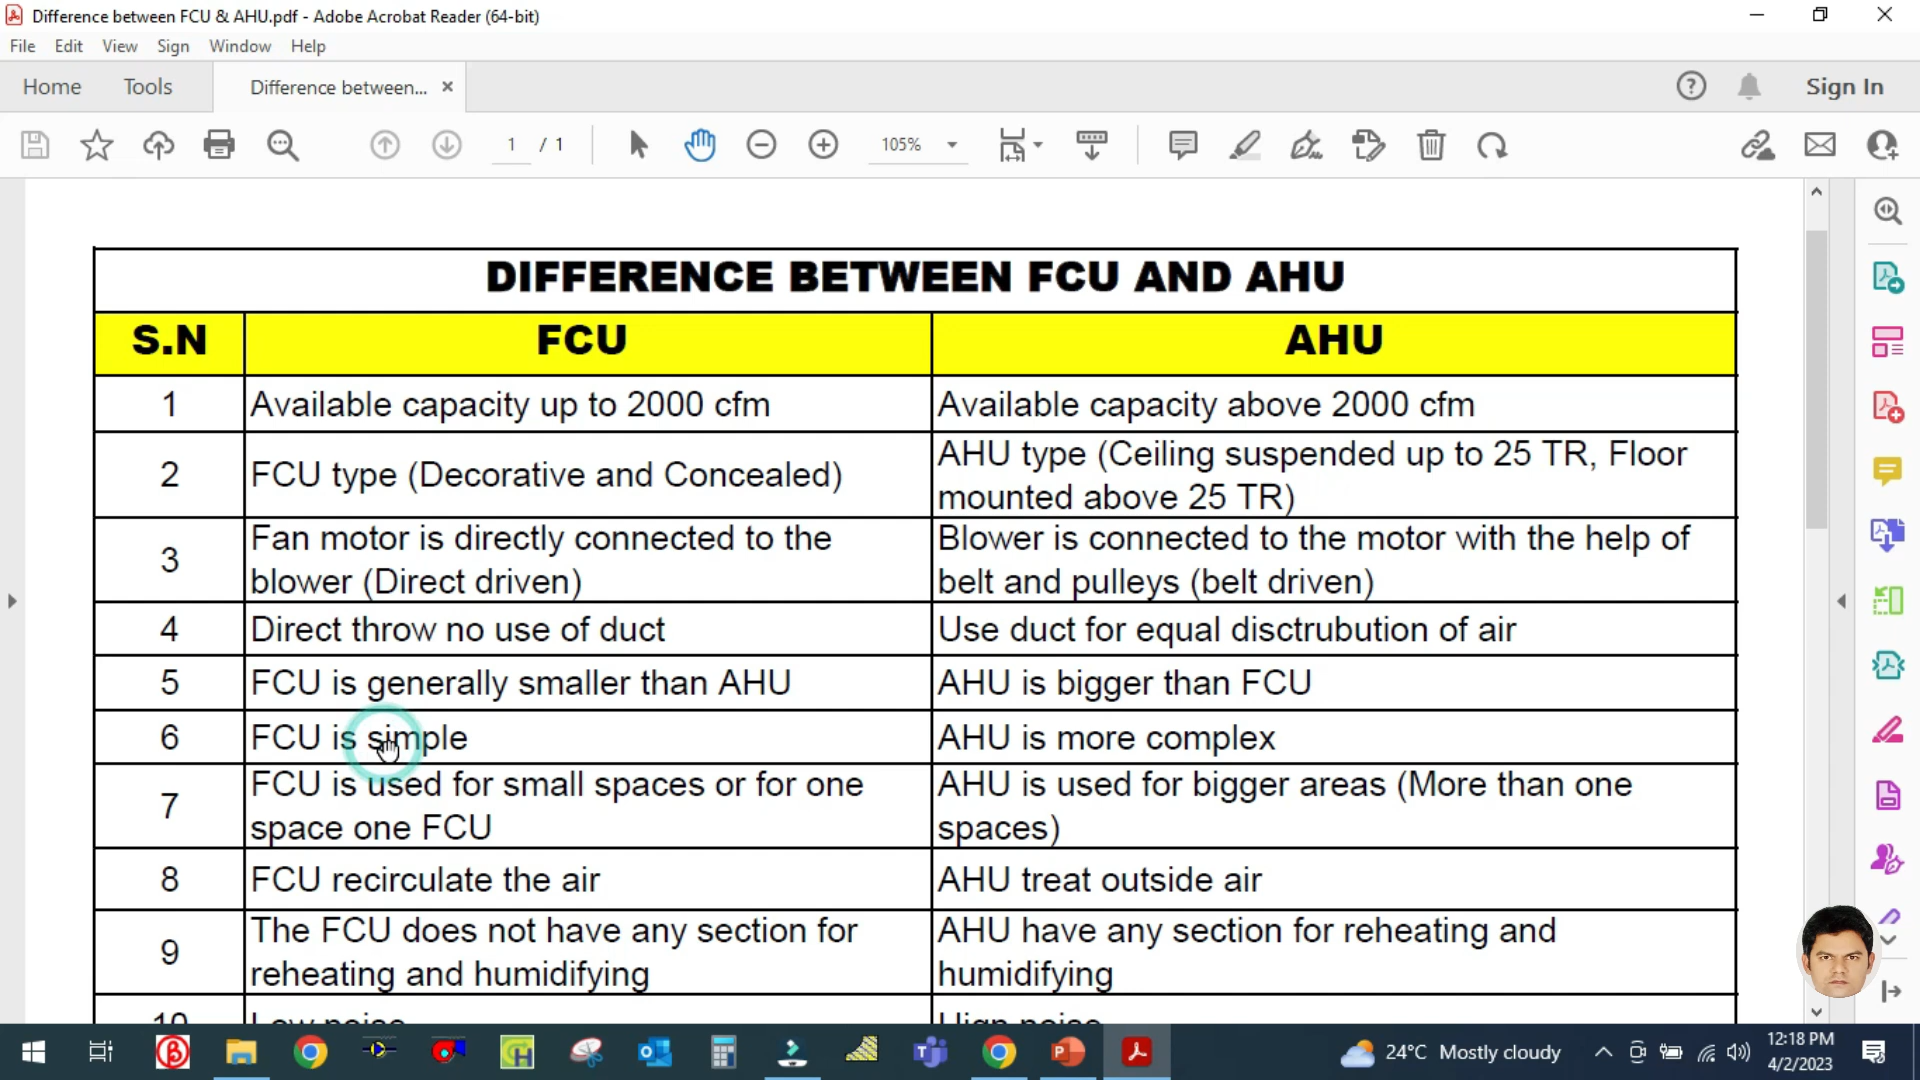 Difference between FCU & AHU.pdf - Adobe Acrobat Reader (64-bit)
File Edit View Sign Window Help
Home Tools Difference between... × Sign In
1 / 1 105%
DIFFERENCE BETWEEN FCU AND AHU
S.N FCU AHU
1 Available capacity up to 2000 cfm Available capacity above 2000 cfm
2 FCU type (Decorative and Concealed) AHU type (Ceiling suspended up to 25 TR, Floor
mounted above 25 TR)
3 Fan motor is directly connected to the
blower (Direct driven) Blower is connected to the motor with the help of
belt and pulleys (belt driven)
4 Direct throw no use of duct Use duct for equal disctrubution of air
5 FCU is generally smaller than AHU AHU is bigger than FCU
6 FCU is simple AHU is more complex
7 FCU is used for small spaces or for one
space one FCU AHU is used for bigger areas (More than one
spaces)
8 FCU recirculate the air AHU treat outside air
9 The FCU does not have any section for
reheating and humidifying AHU have any section for reheating and
humidifying
10 Low noise
24°C Mostly cloudy 12:18 PM
4/2/2023